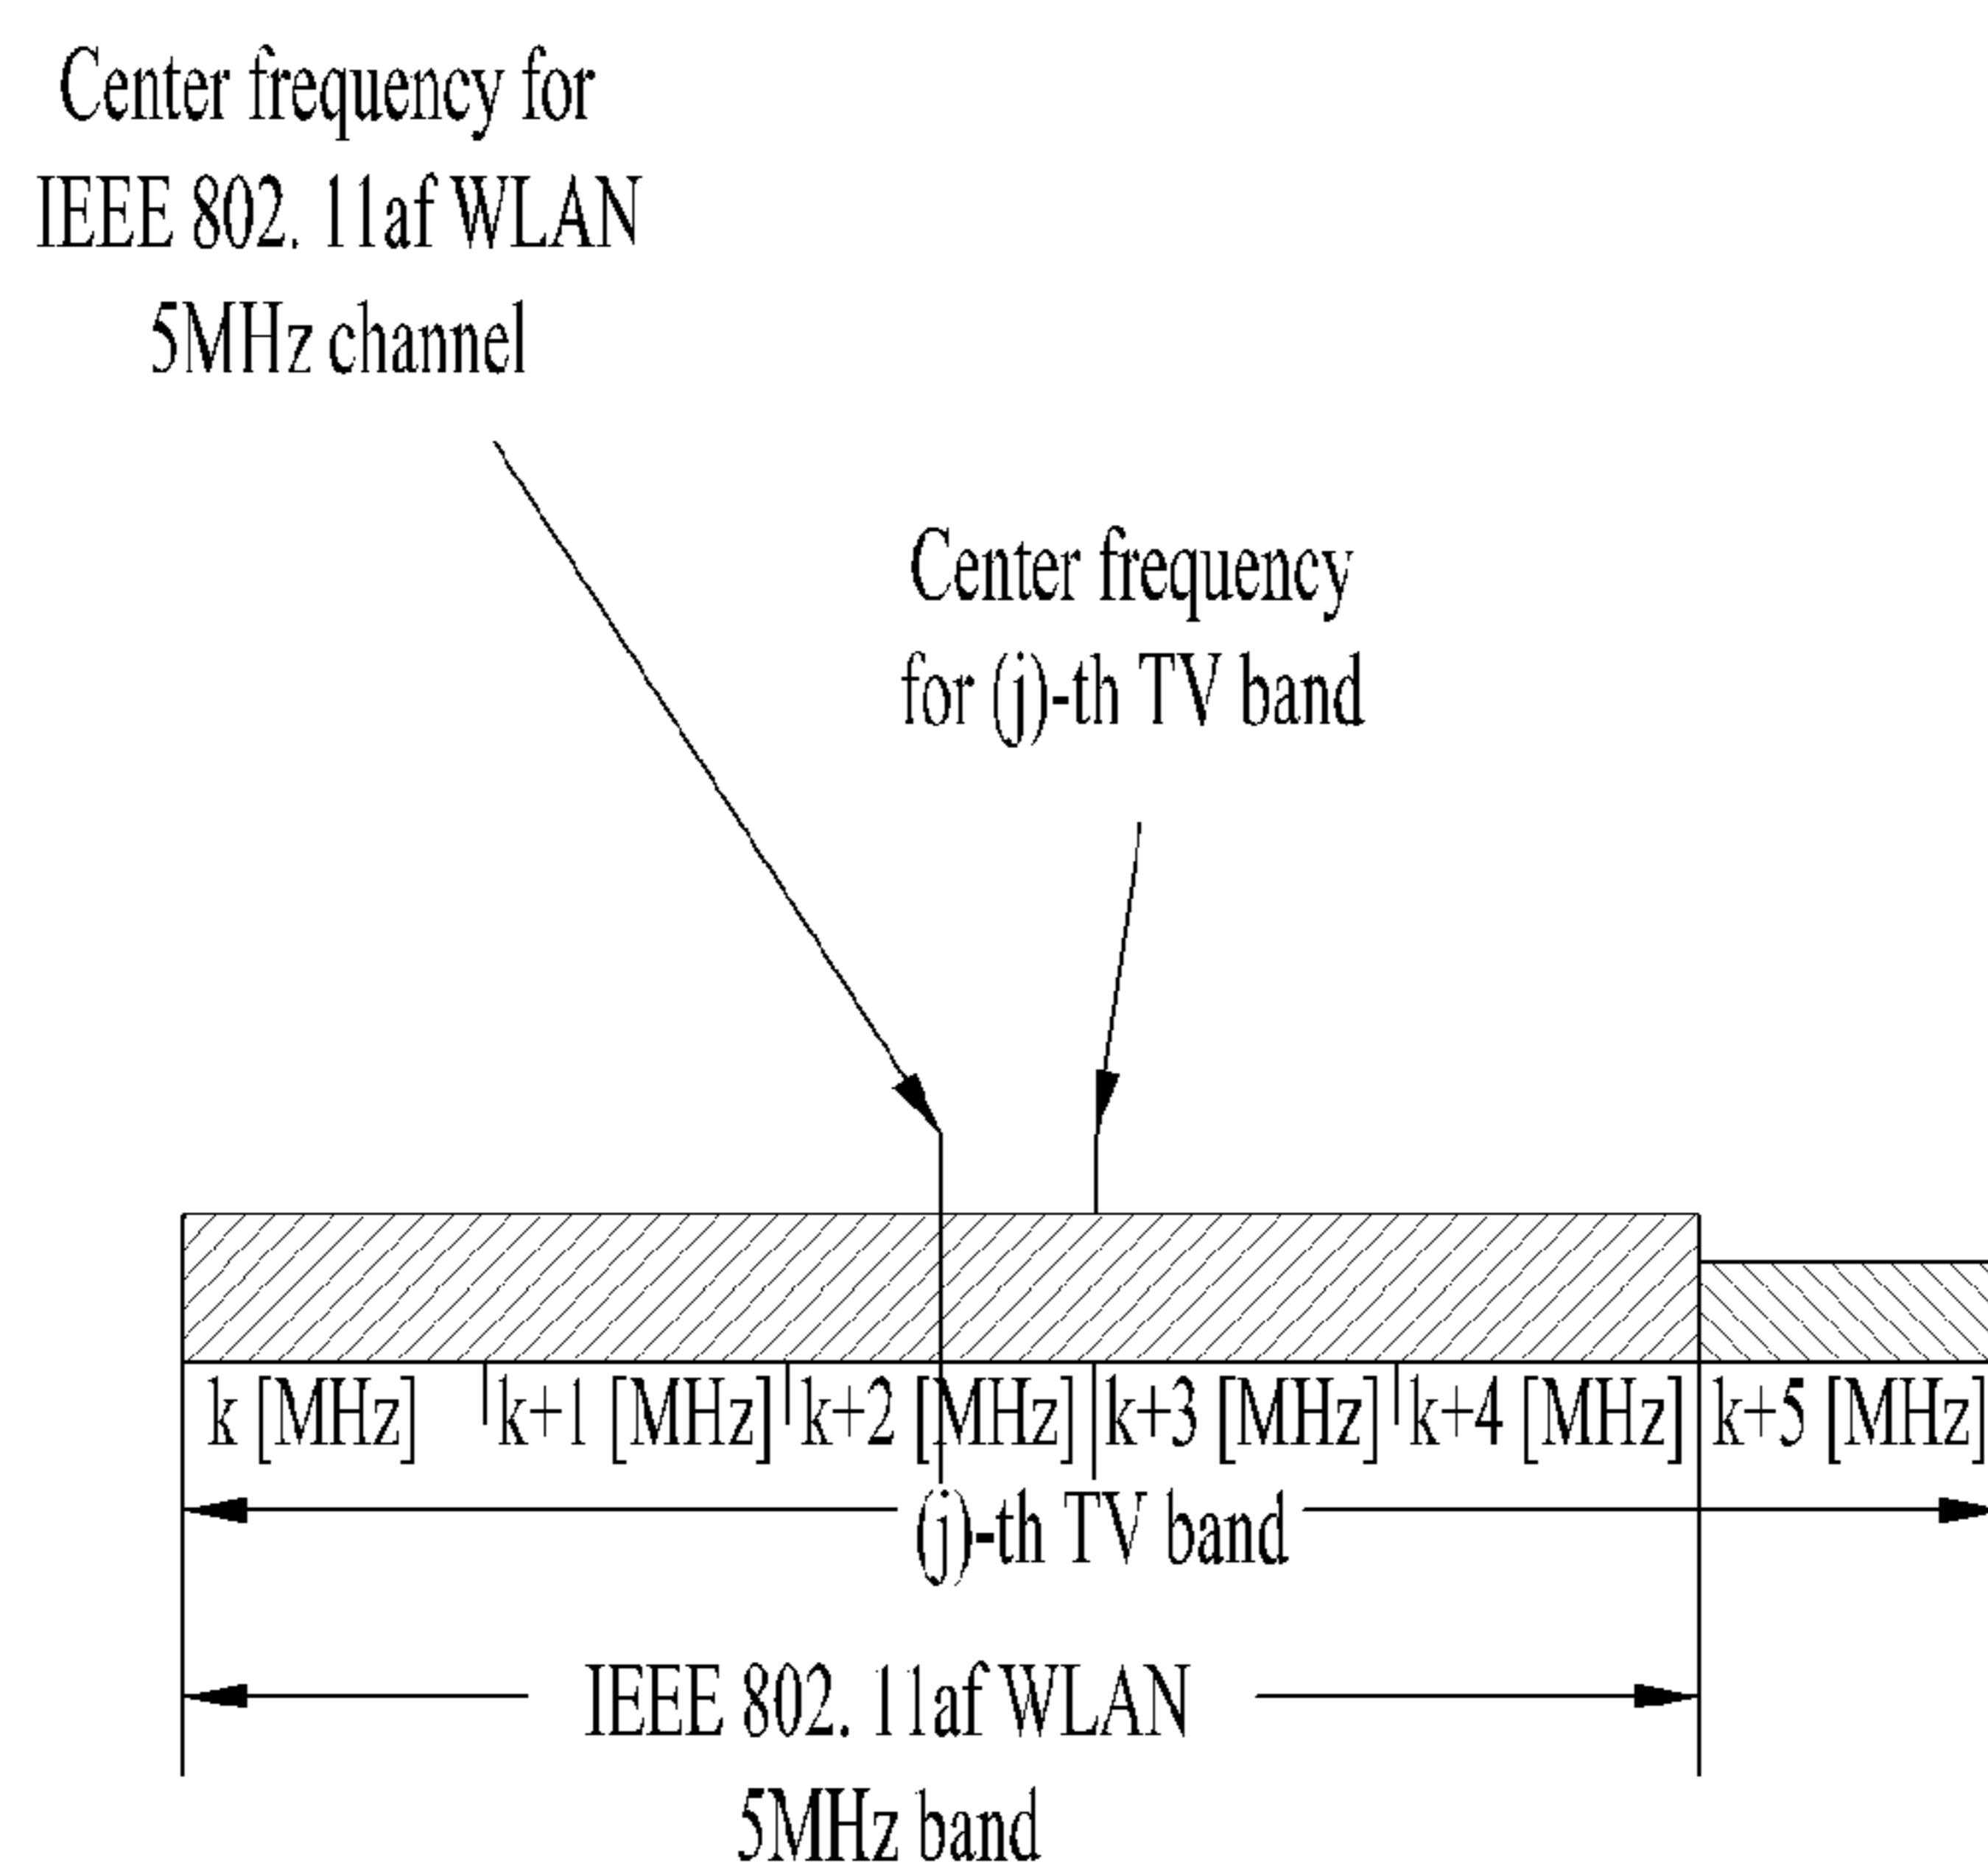 Center frequency for
IEEE 802. 11af WLAN
5MHz channel
Center frequency
for (j)-th TV band
k [MHz] k+1 [MHz] k+2 [MHz] k+3 [MHz] k+4 [MHz] k+5 [MHz]
(j)-th TV band
IEEE 802. 11af WLAN
5MHz band